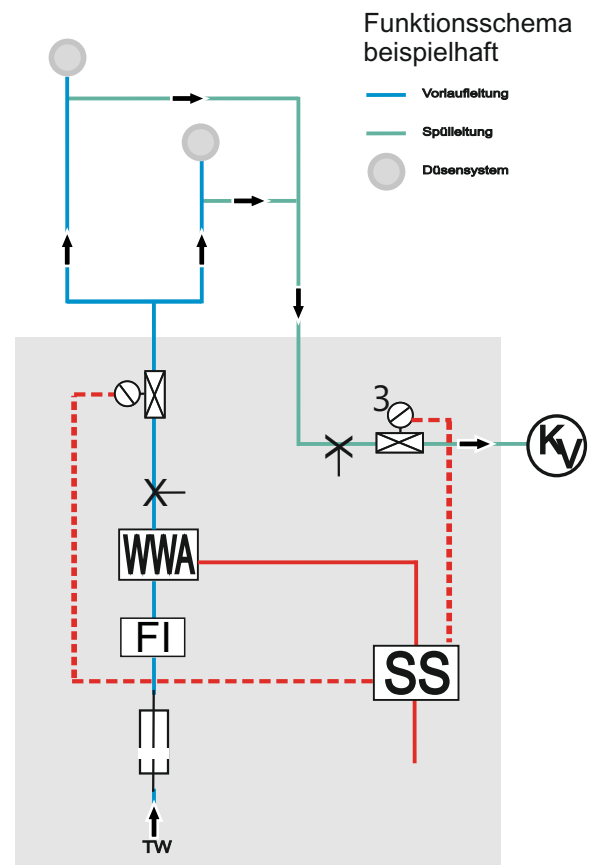 Funktionsschema
beispielhaft
Vorlaufleitung
Spülleitung
Düsensystem
3
KV
WWA
FI
SS
TW